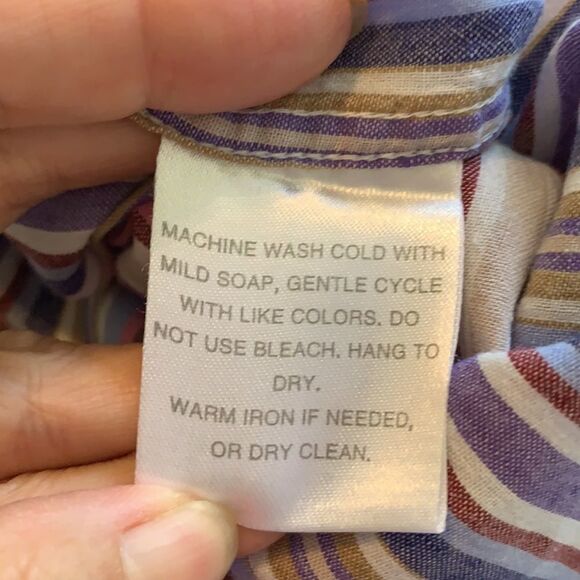 MACHINE WASH COLD WITH
MILD SOAP, GENTLE CYCLE
WITH LIKE COLORS. DO
NOT USE BLEACH. HANG TO
DRY.
WARM IRON IF NEEDED,
OR DRY CLEAN.